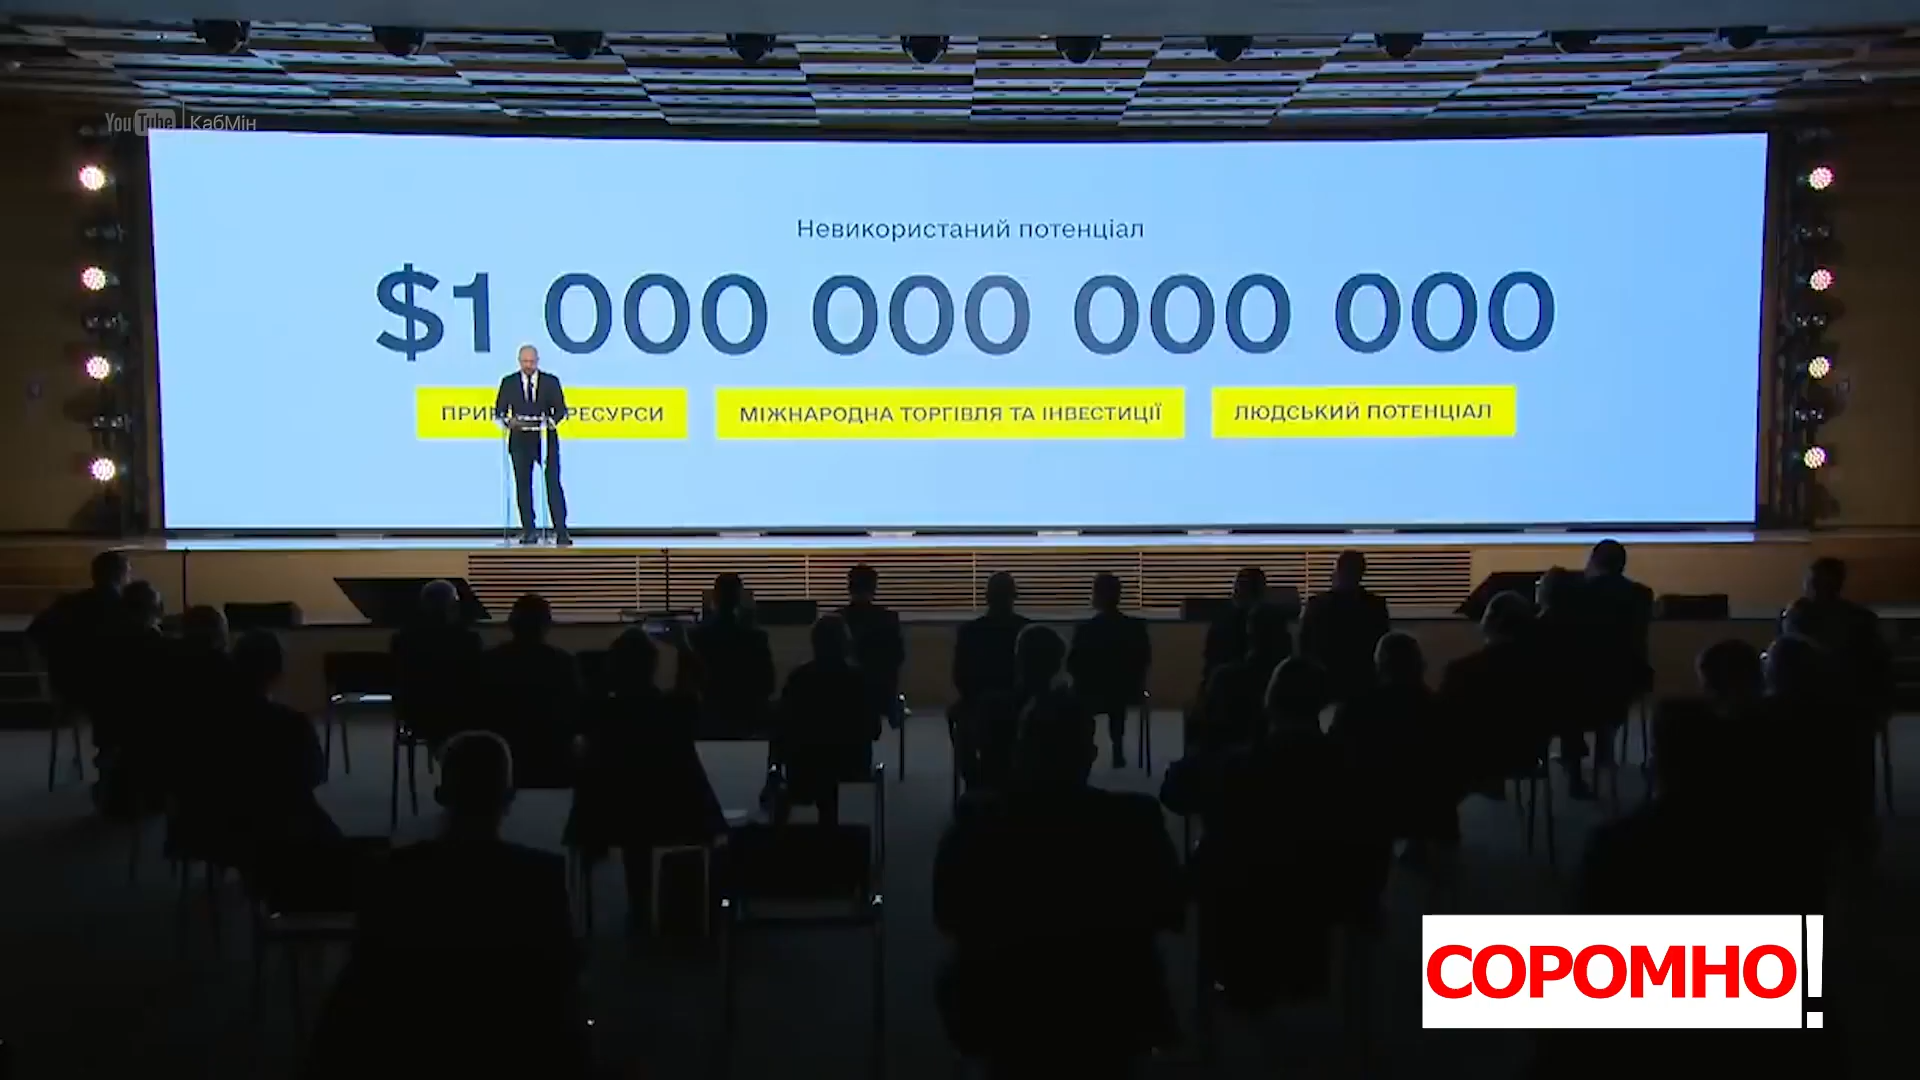 YouTube | КабМін
Невикористаний потенціал
$1 000 000 000 000
РЕСУРСИ
МІЖНАРОДНА ТОРГІВЛЯ ТА ІНВЕСТИЦІЇ
ЛЮДСЬКИЙ ПОТЕНЦІАЛ
СОРОМНО!